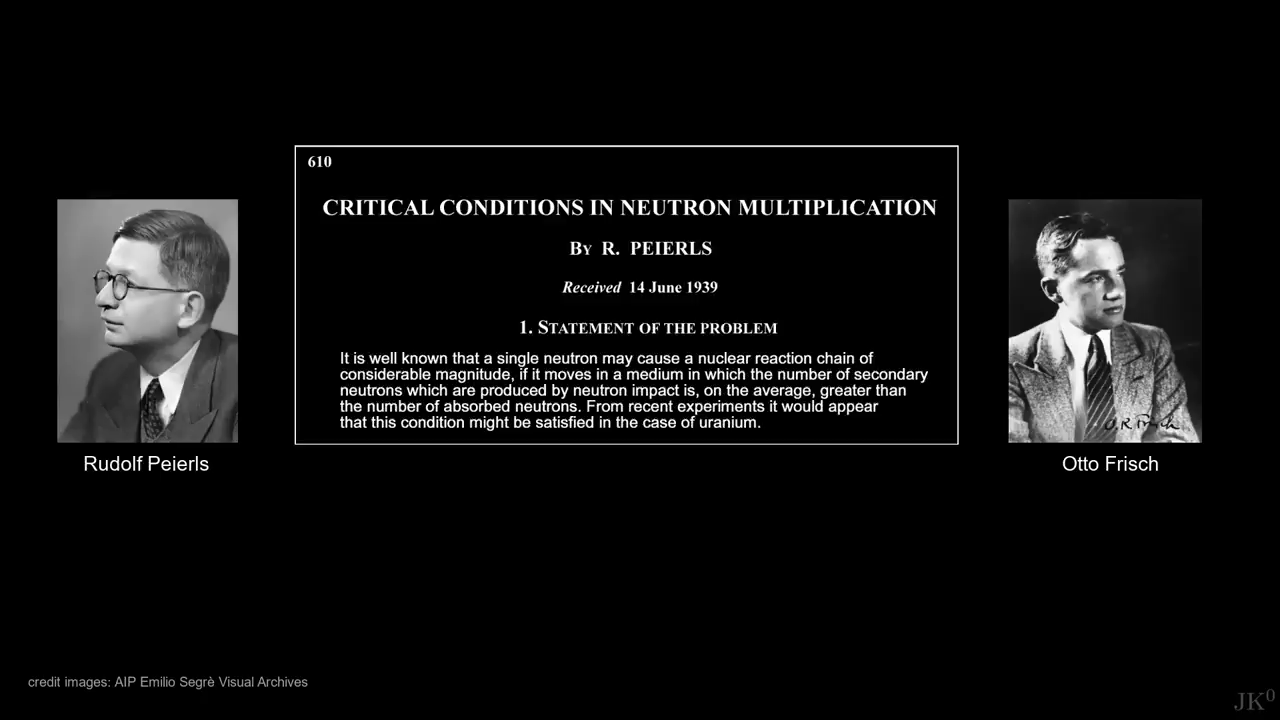 610
CRITICAL CONDITIONS IN NEUTRON MULTIPLICATION
BY R. PEIERLS
Received 14 June 1939
1. STATEMENT OF THE PROBLEM
It is well known that a single neutron may cause a nuclear reaction chain of
considerable magnitude, if it moves in a medium in which the number of secondary
neutrons which are produced by neutron impact is, on the average, greater than
the number of absorbed neutrons. From recent experiments it would appear
that this condition might be satisfied in the case of uranium.
Rudolf Peierls
O. R. Frisch
Otto Frisch
credit images: AIP Emilio Segrè Visual Archives
JK⁰